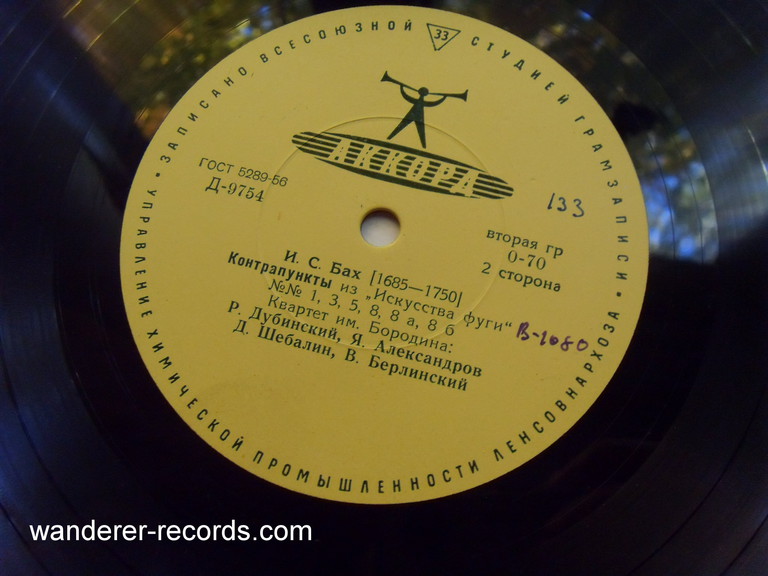 • ЗАПИСАНО ВСЕСОЮЗНОЙ 33 СТУДИЕЙ ГРАМЗАПИСИ •
УПРАВЛЕНИЕ ХИМИЧЕСКОЙ ПРОМЫШЛЕННОСТИ ЛЕНСОВНАРХОЗА
АККОРД
ГОСТ 5289-56
Д-9754
133
вторая гр
0-70
2 сторона
И. С. Бах [1685—1750]
Контрапункты из „Искусства фуги“
№№ 1, 3, 5, 8, 8 а, 8 б
B-1080
Квартет им. Бородина:
Р. Дубинский, Я. Александров
Д. Шебалин, В. Берлинский
wanderer-records.com